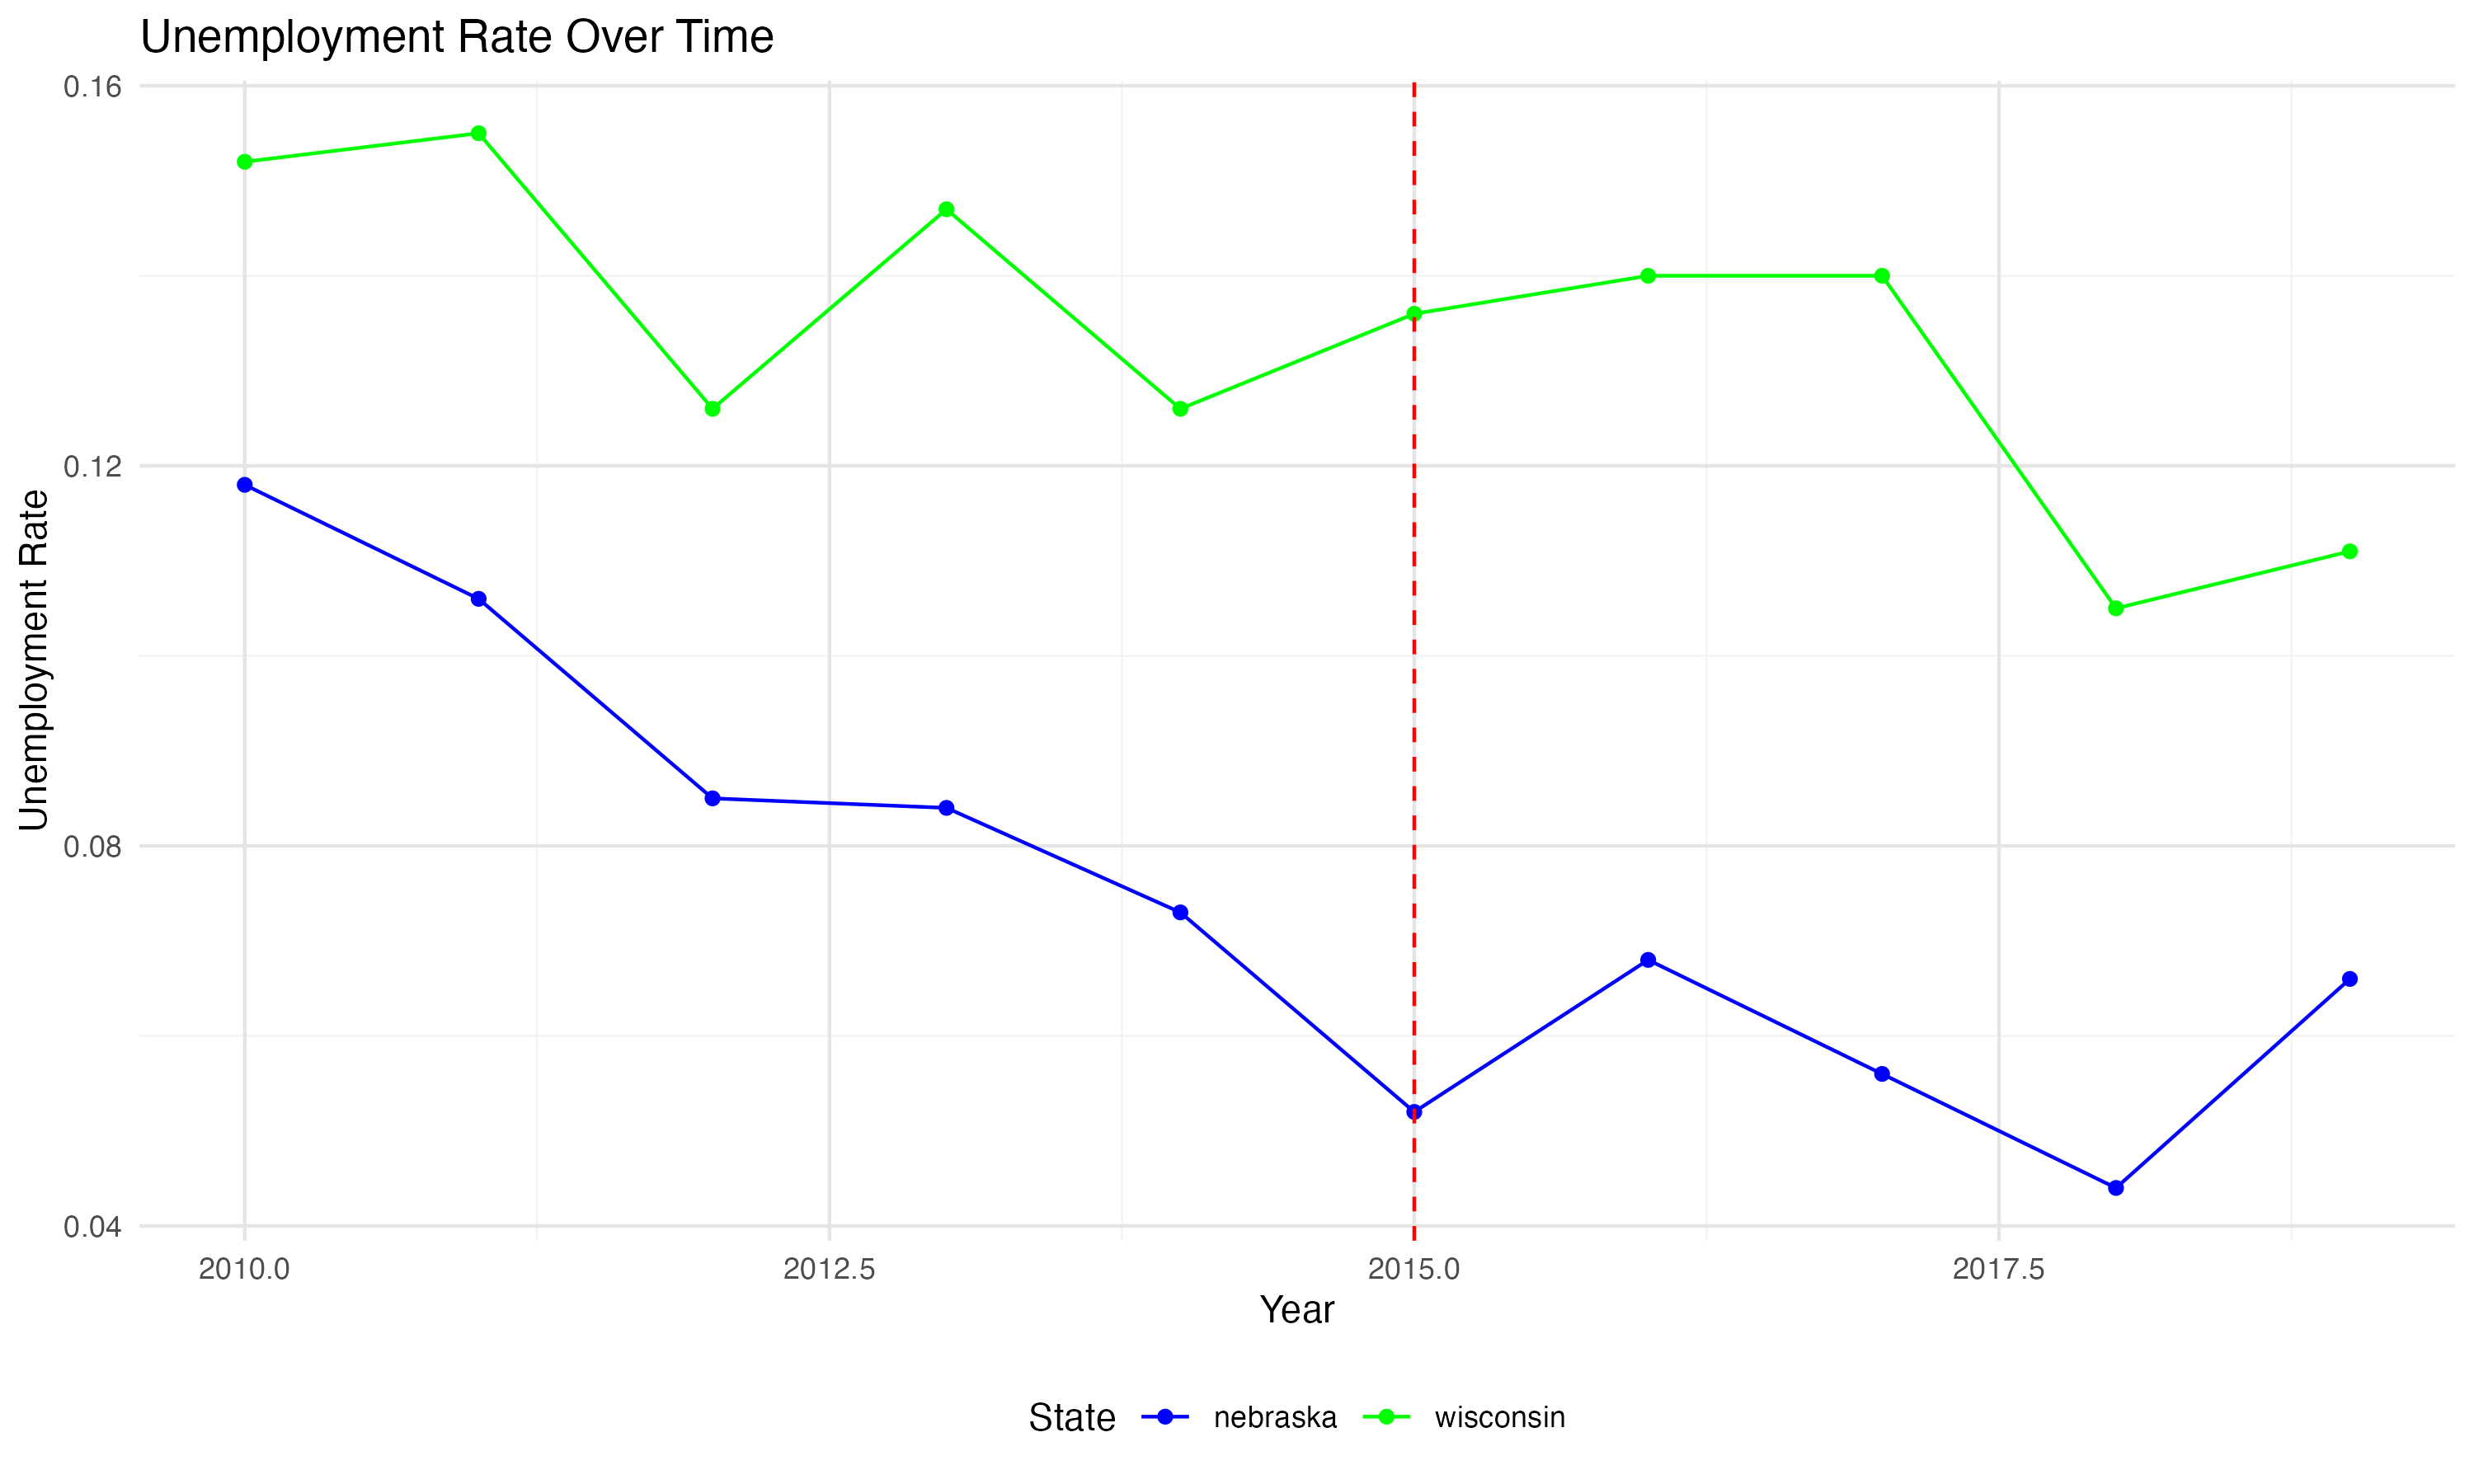 Unemployment Rate Over Time
0.16
0.12
0.08
0.04
Unemployment Rate
2010.0 2012.5 2015.0 2017.5
Year
State nebraska wisconsin